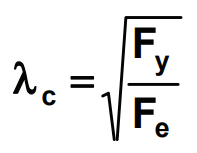 λc = √(Fy/Fe)